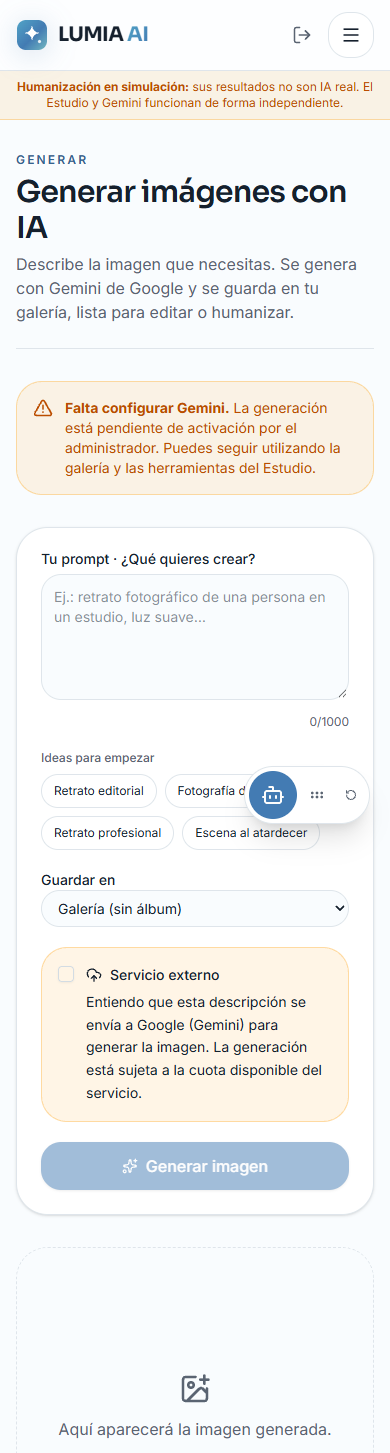 LUMIA AI
Humanización en simulación: sus resultados no son IA real. El
Estudio y Gemini funcionan de forma independiente.
GENERAR
Generar imágenes con
IA
Describe la imagen que necesitas. Se genera
con Gemini de Google y se guarda en tu
galería, lista para editar o humanizar.
Falta configurar Gemini. La generación
está pendiente de activación por el
administrador. Puedes seguir utilizando la
galería y las herramientas del Estudio.
Tu prompt · ¿Qué quieres crear?
Ej.: retrato fotográfico de una persona en
un estudio, luz suave...
0/1000
Ideas para empezar
Retrato editorial
Fotografía
Retrato profesional
Escena al atardecer
Guardar en
Galería (sin álbum)
Servicio externo
Entiendo que esta descripción se
envía a Google (Gemini) para
generar la imagen. La generación
está sujeta a la cuota disponible del
servicio.
Generar imagen
Aquí aparecerá la imagen generada.